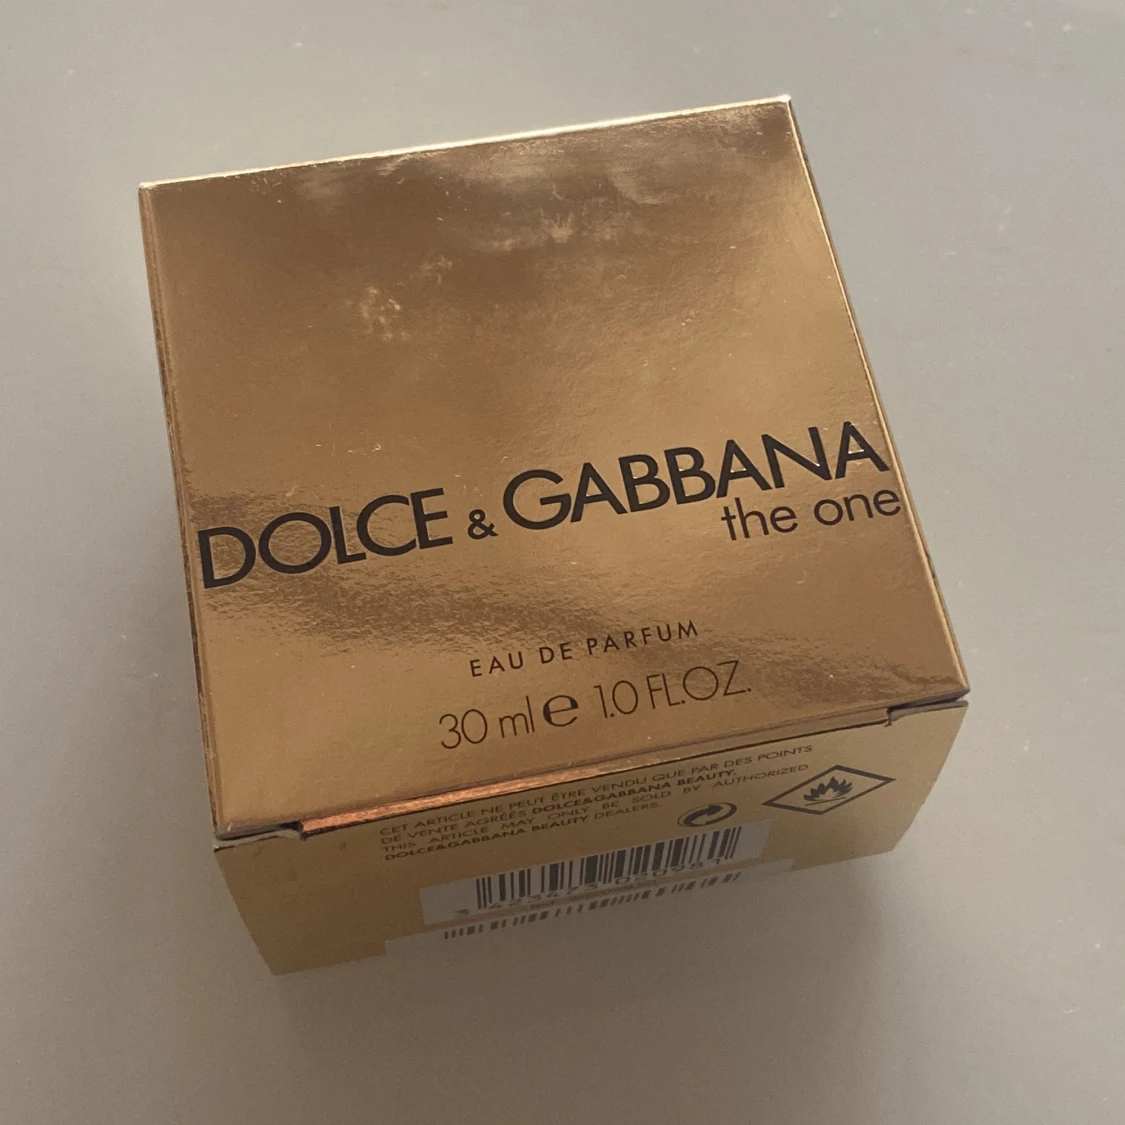 DOLCE & GABBANA
the one
EAU DE PARFUM
30 ml ℮ 1.0 FL.OZ.
CET ARTICLE NE PEUT ÊTRE VENDU QUE PAR DES POINTS
DE VENTE AGRÉÉS DOLCE&GABBANA BEAUTY.
THIS ARTICLE MAY ONLY BE SOLD BY AUTHORIZED
DOLCE&GABBANA BEAUTY DEALERS.